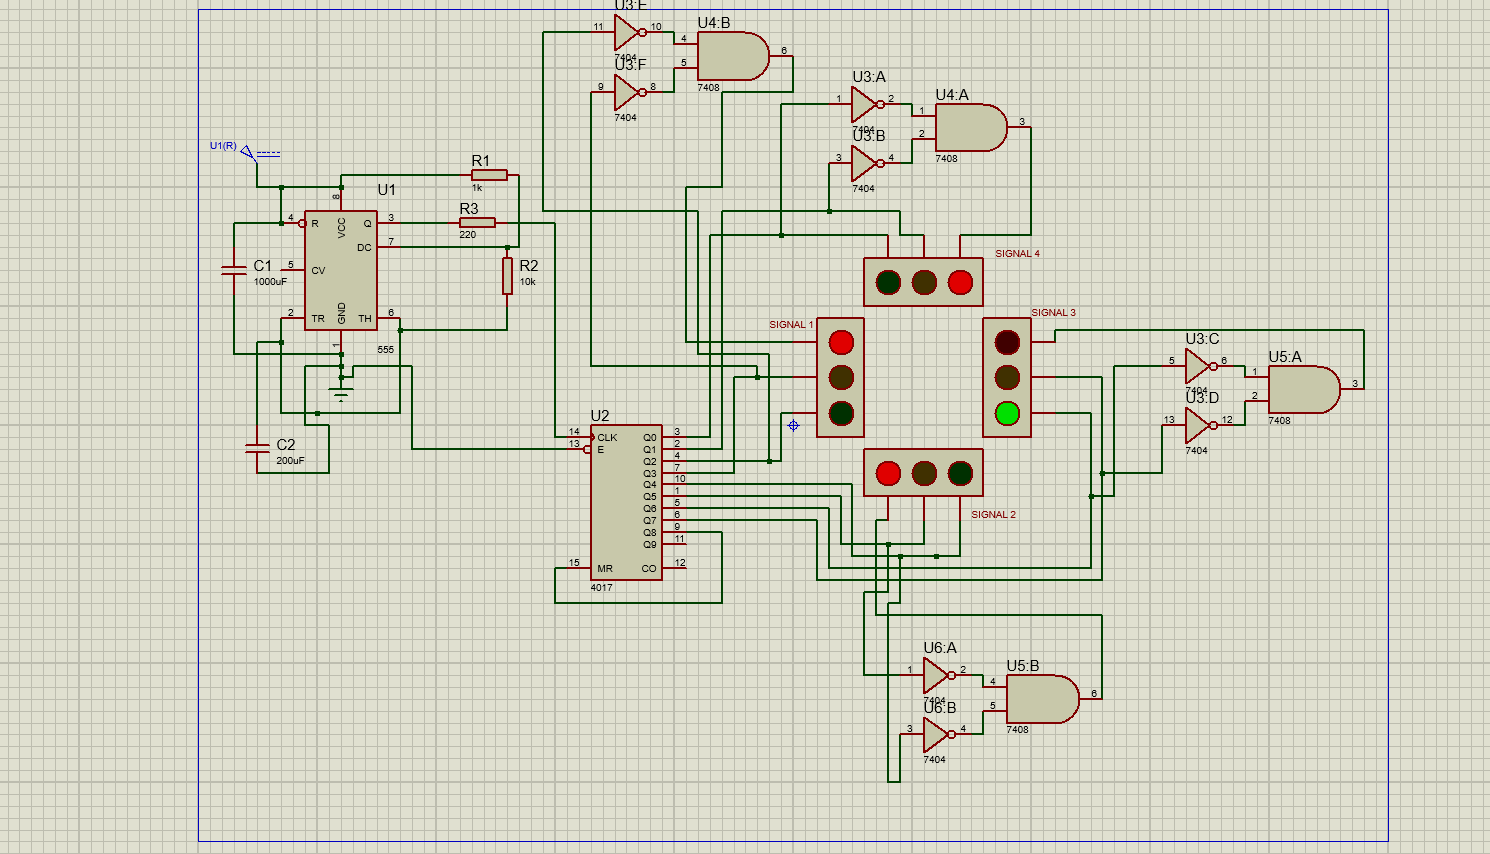 U3:E
11
10
7404
U4:B
4
5
6
7408
U3:F
9
8
7404
U3:A
1
2
7404
U4:A
1
2
3
7408
U3:B
3
4
7404
U1(R)
R1
1k
U1
8
4
R
VCC
Q
3
R3
220
DC
7
5
CV
C1
1000uF
R2
10k
2
TR
GND
TH
6
1
555
SIGNAL 4
SIGNAL 1
SIGNAL 3
U3:C
5
6
7404
U5:A
1
2
3
7408
U3:D
13
12
7404
C2
200uF
U2
14
CLK
13
E
Q0
3
Q1
2
Q2
4
Q3
7
Q4
10
Q5
1
Q6
5
Q7
6
Q8
9
Q9
11
15
MR
CO
12
4017
SIGNAL 2
U6:A
1
2
7404
U5:B
4
5
6
7408
U6:B
3
4
7404